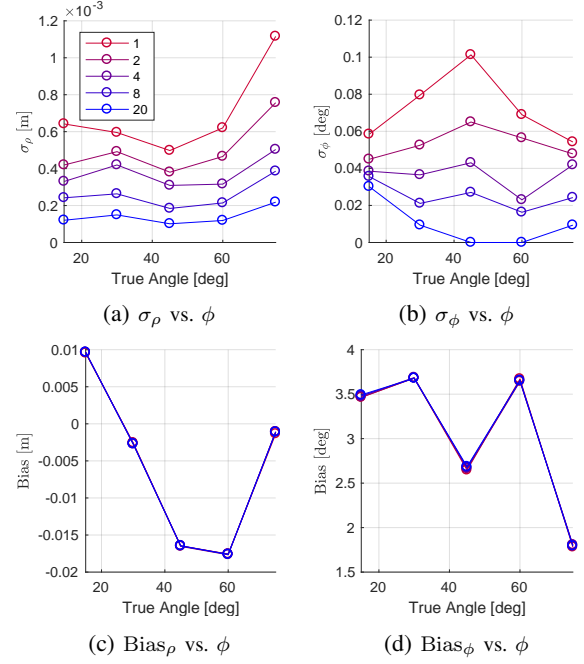 ×10⁻³
1.2
1
0.8
0.6
0.4
0.2
0
σ_ρ [m]
1
2
4
8
20
20 40 60
True Angle [deg]
(a) σ_ρ vs. ϕ
0.12
0.1
0.08
0.06
0.04
0.02
0
σ_ϕ [deg]
20 40 60
True Angle [deg]
(b) σ_ϕ vs. ϕ
0.01
0.005
0
-0.005
-0.01
-0.015
-0.02
Bias [m]
20 40 60
True Angle [deg]
(c) Bias_ρ vs. ϕ
4
3.5
3
2.5
2
1.5
Bias [deg]
20 40 60
True Angle [deg]
(d) Bias_ϕ vs. ϕ